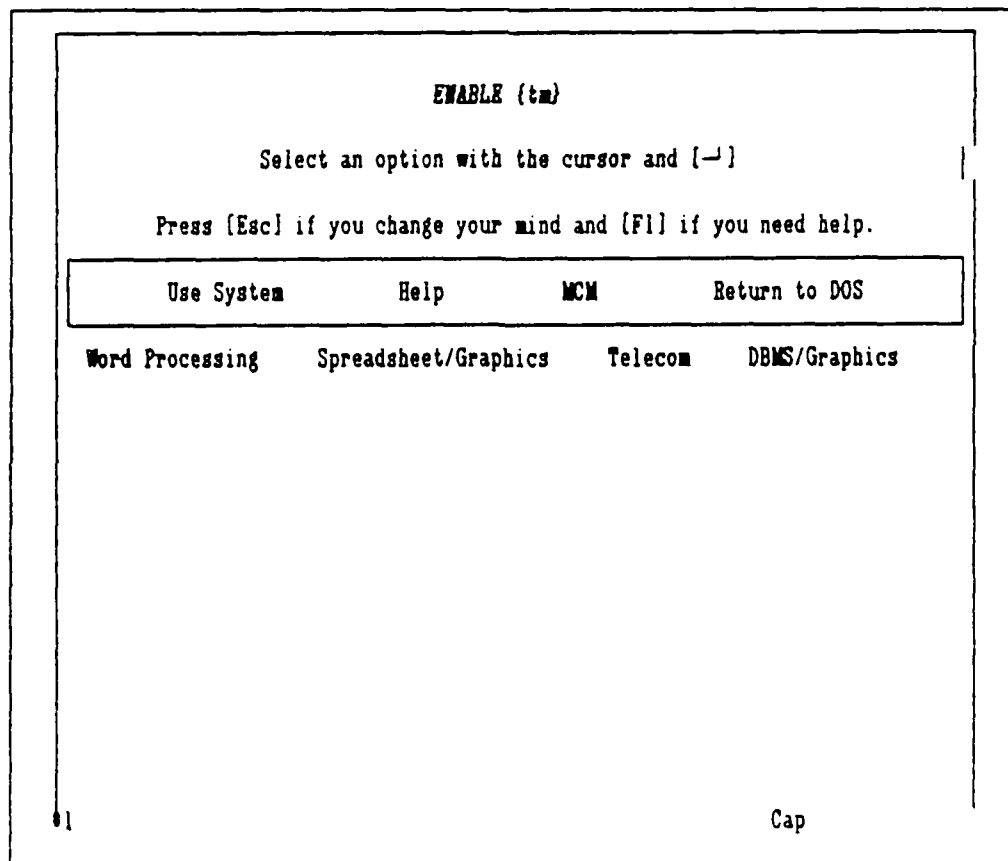 ENABLE {tm}
Select an option with the cursor and [⏎]
Press [Esc] if you change your mind and [F1] if you need help.
Use System Help MCM Return to DOS
Word Processing Spreadsheet/Graphics Telecom DBMS/Graphics
#1 Cap